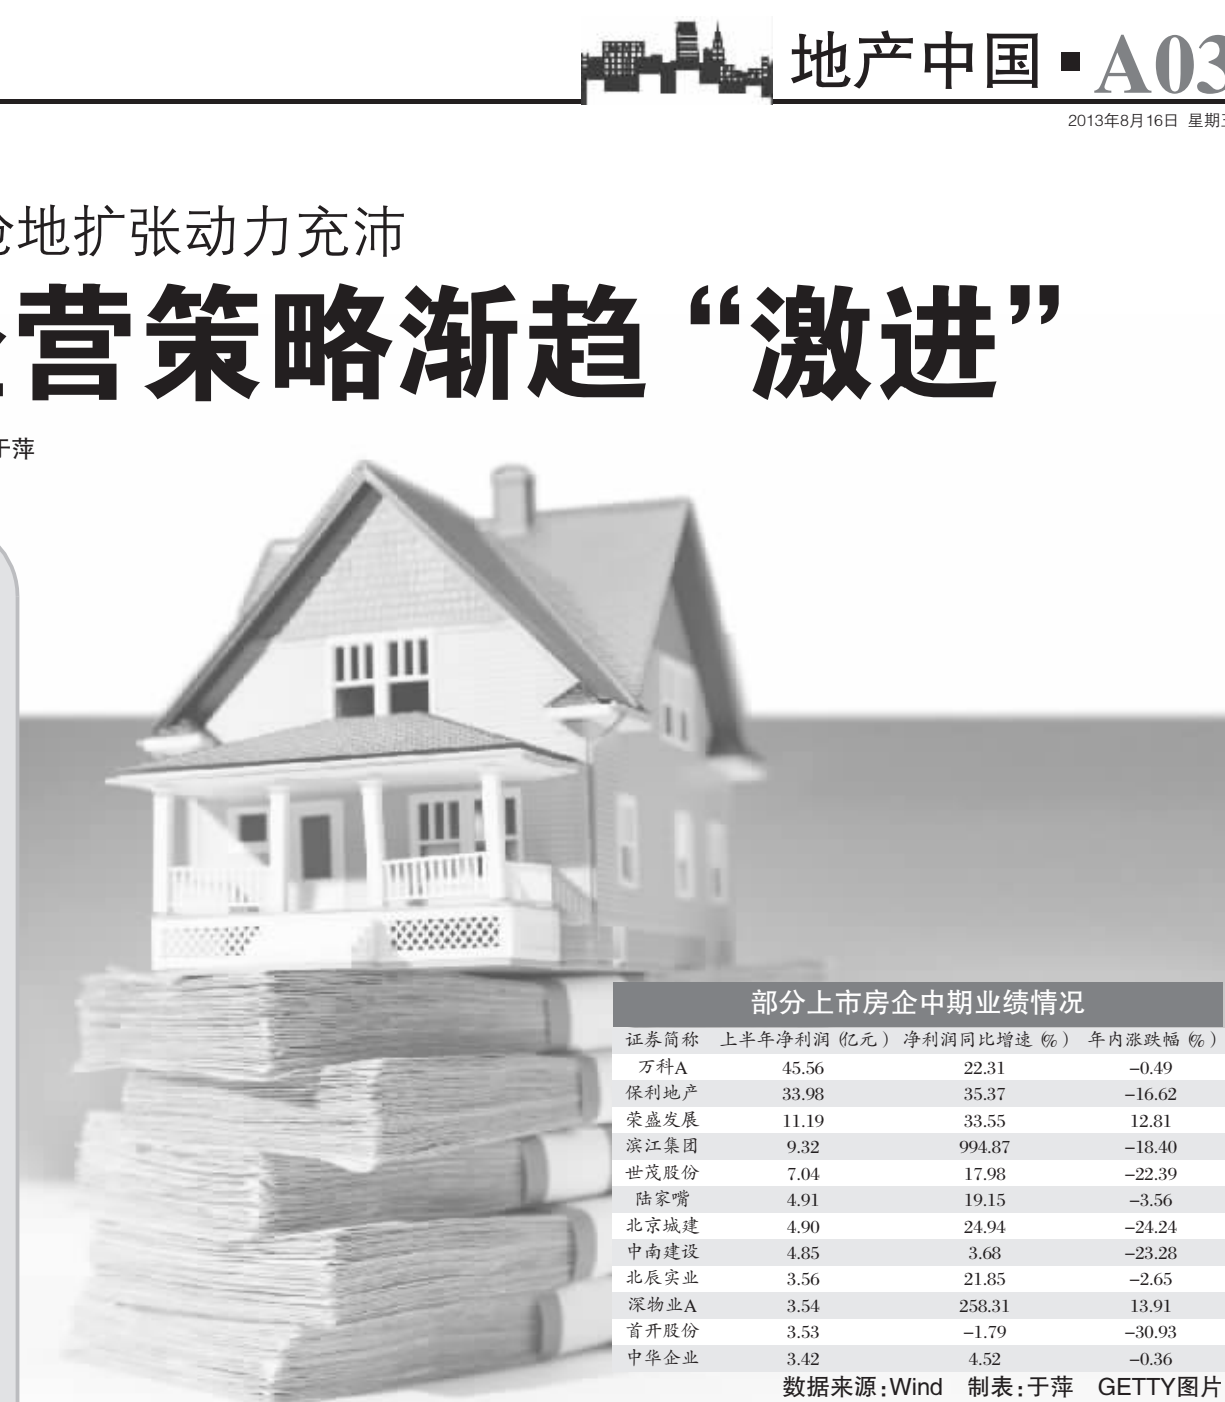 地产中国 ▪ A03
2013年8月16日 星期五
抢地扩张动力充沛
营策略渐趋“激进”
于萍
部分上市房企中期业绩情况
证券简称 上半年净利润（亿元） 净利润同比增速（%） 年内涨跌幅（%）
万科A 45.56 22.31 -0.49
保利地产 33.98 35.37 -16.62
荣盛发展 11.19 33.55 12.81
滨江集团 9.32 994.87 -18.40
世茂股份 7.04 17.98 -22.39
陆家嘴 4.91 19.15 -3.56
北京城建 4.90 24.94 -24.24
中南建设 4.85 3.68 -23.28
北辰实业 3.56 21.85 -2.65
深物业A 3.54 258.31 13.91
首开股份 3.53 -1.79 -30.93
中华企业 3.42 4.52 -0.36
数据来源:Wind 制表:于萍 GETTY图片